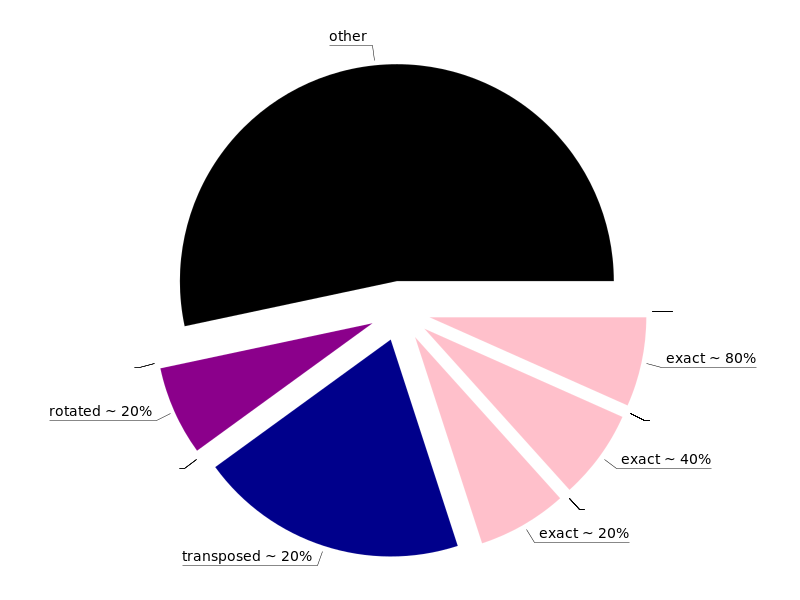 other
exact ~ 80%
rotated ~ 20%
exact ~ 40%
exact ~ 20%
transposed ~ 20%